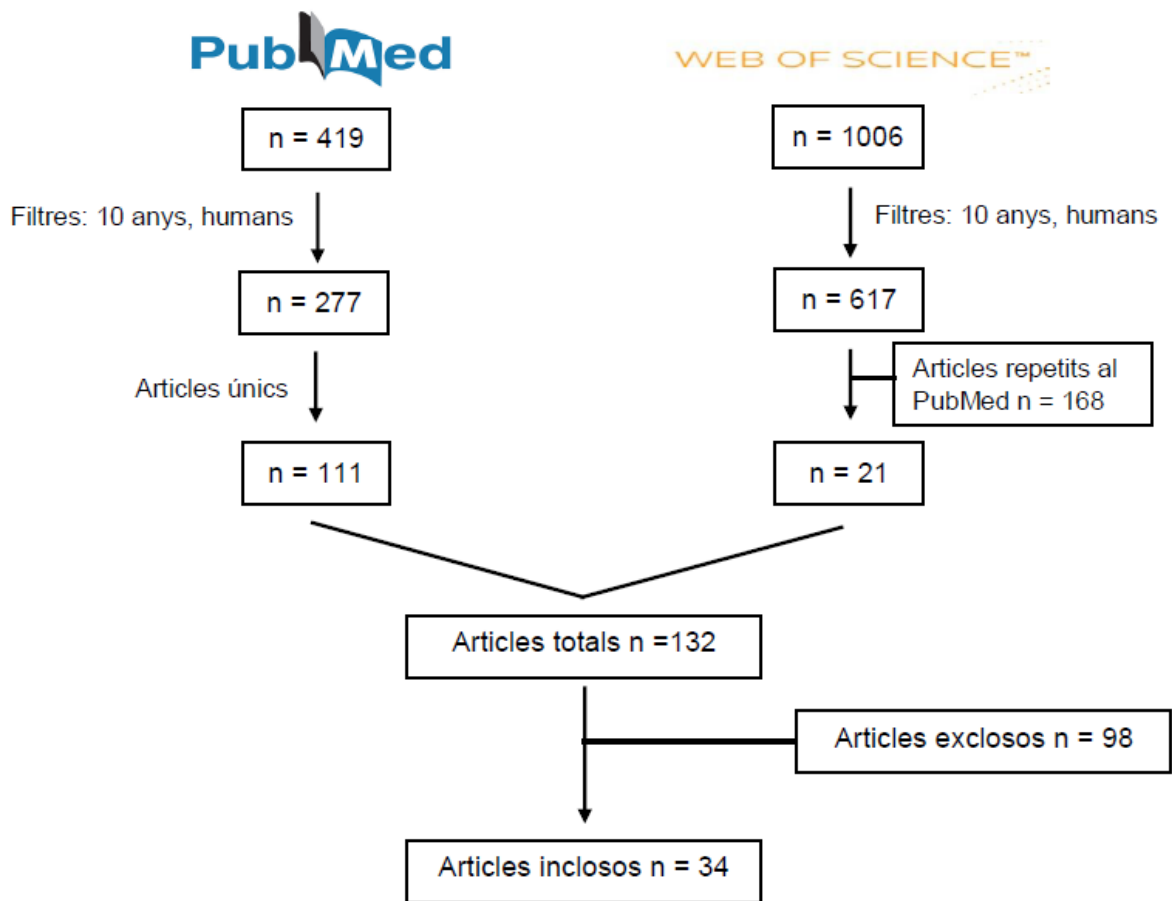 PubMed
WEB OF SCIENCE™
n = 419
n = 1006
Filtres: 10 anys, humans
Filtres: 10 anys, humans
n = 277
n = 617
Articles únics
Articles repetits al
PubMed n = 168
n = 111
n = 21
Articles totals n =132
Articles exclosos n = 98
Articles inclosos n = 34